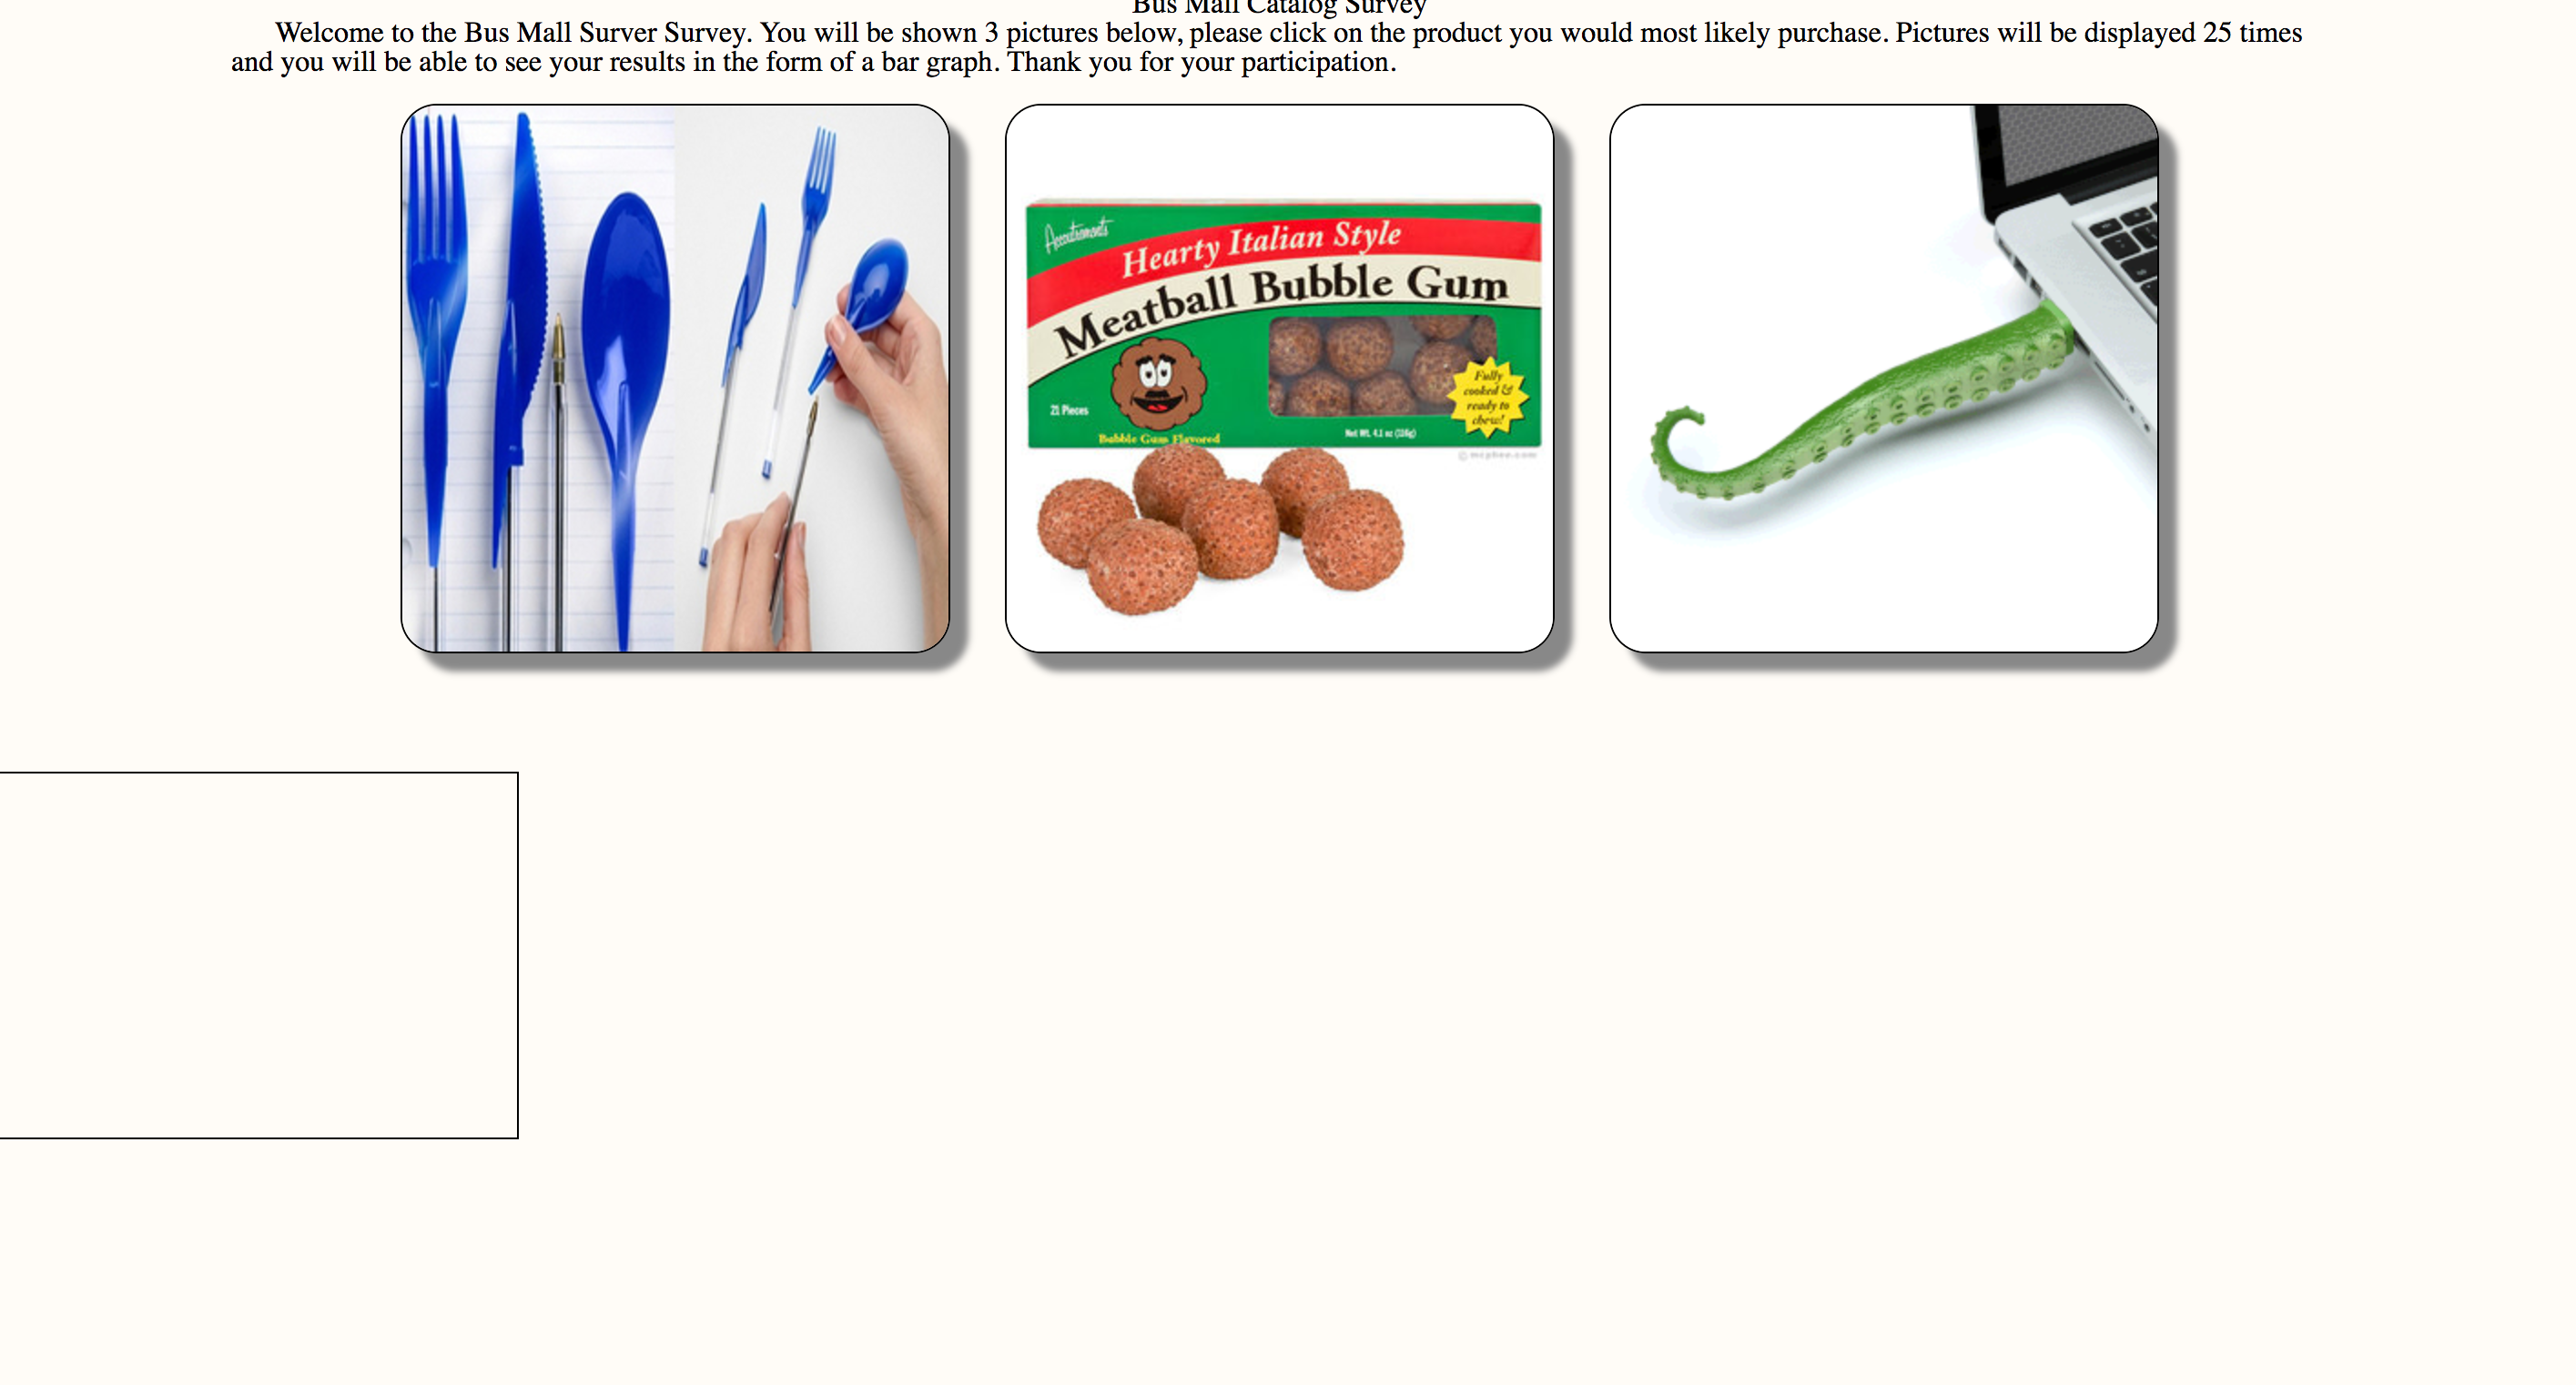 Bus Mall Catalog Survey
Welcome to the Bus Mall Surver Survey. You will be shown 3 pictures below, please click on the product you would most likely purchase. Pictures will be displayed 25 times
and you will be able to see your results in the form of a bar graph. Thank you for your participation.
Accoutrements
Hearty Italian Style
Meatball Bubble Gum
21 Pieces
Bubble Gum Flavored
Fully
cooked &
ready to
chew!
Net Wt. 4.1 oz (116g)
© mcphee.com